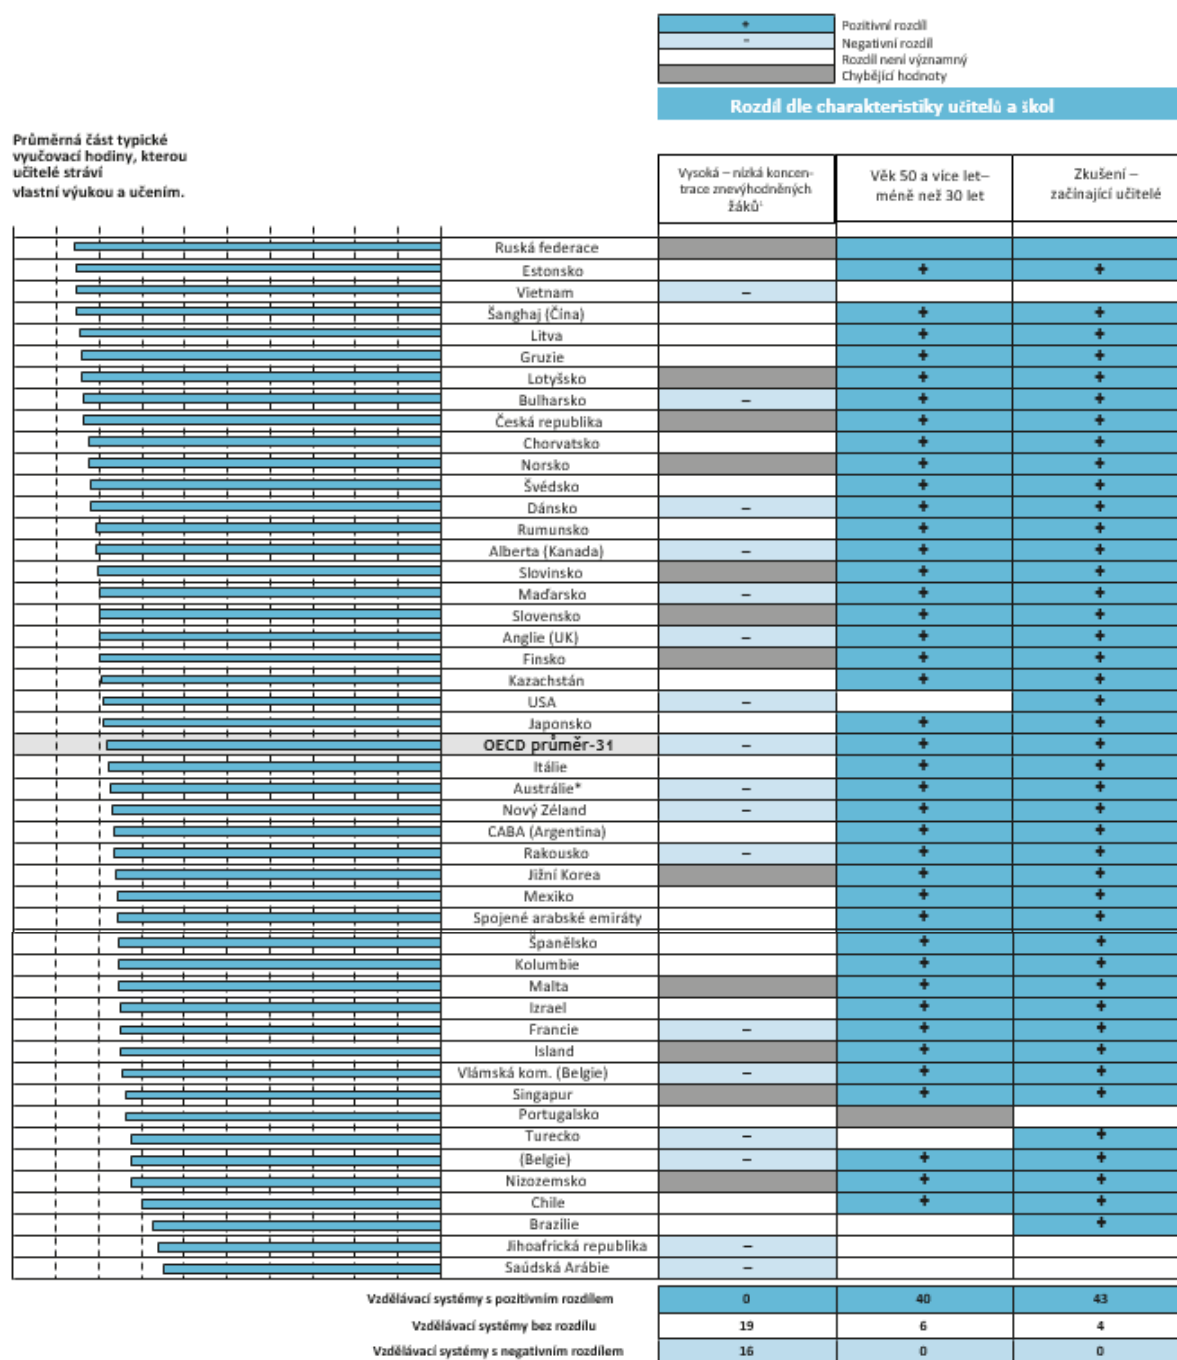 + Pozitivní rozdíl
– Negativní rozdíl
Rozdíl není významný
Chybějící hodnoty
Rozdíl dle charakteristiky učitelů a škol
Průměrná část typické
vyučovací hodiny, kterou
učitelé stráví
vlastní výukou a učením.
Vysoká – nízká koncen-
trace znevýhodněných
žáků¹
Věk 50 a více let–
méně než 30 let
Zkušení –
začínající učitelé
Ruská federace
Estonsko + +
Vietnam –
Šanghaj (Čína) + +
Litva + +
Gruzie + +
Lotyšsko + +
Bulharsko – + +
Česká republika + +
Chorvatsko + +
Norsko + +
Švédsko + +
Dánsko – + +
Rumunsko + +
Alberta (Kanada) – + +
Slovinsko + +
Maďarsko – + +
Slovensko + +
Anglie (UK) – + +
Finsko + +
Kazachstán + +
USA – +
Japonsko + +
OECD průměr-31 – + +
Itálie + +
Austrálie* – + +
Nový Zéland – + +
CABA (Argentina) + +
Rakousko – + +
Jižní Korea + +
Mexiko + +
Spojené arabské emiráty + +
Španělsko + +
Kolumbie + +
Malta + +
Izrael + +
Francie – + +
Island + +
Vlámská kom. (Belgie) – + +
Singapur + +
Portugalsko
Turecko – +
(Belgie) – + +
Nizozemsko + +
Chile + +
Brazílie +
Jihoafrická republika –
Saúdská Arábie –
Vzdělávací systémy s pozitivním rozdílem 0 40 43
Vzdělávací systémy bez rozdílu 19 6 4
Vzdělávací systémy s negativním rozdílem 16 0 0